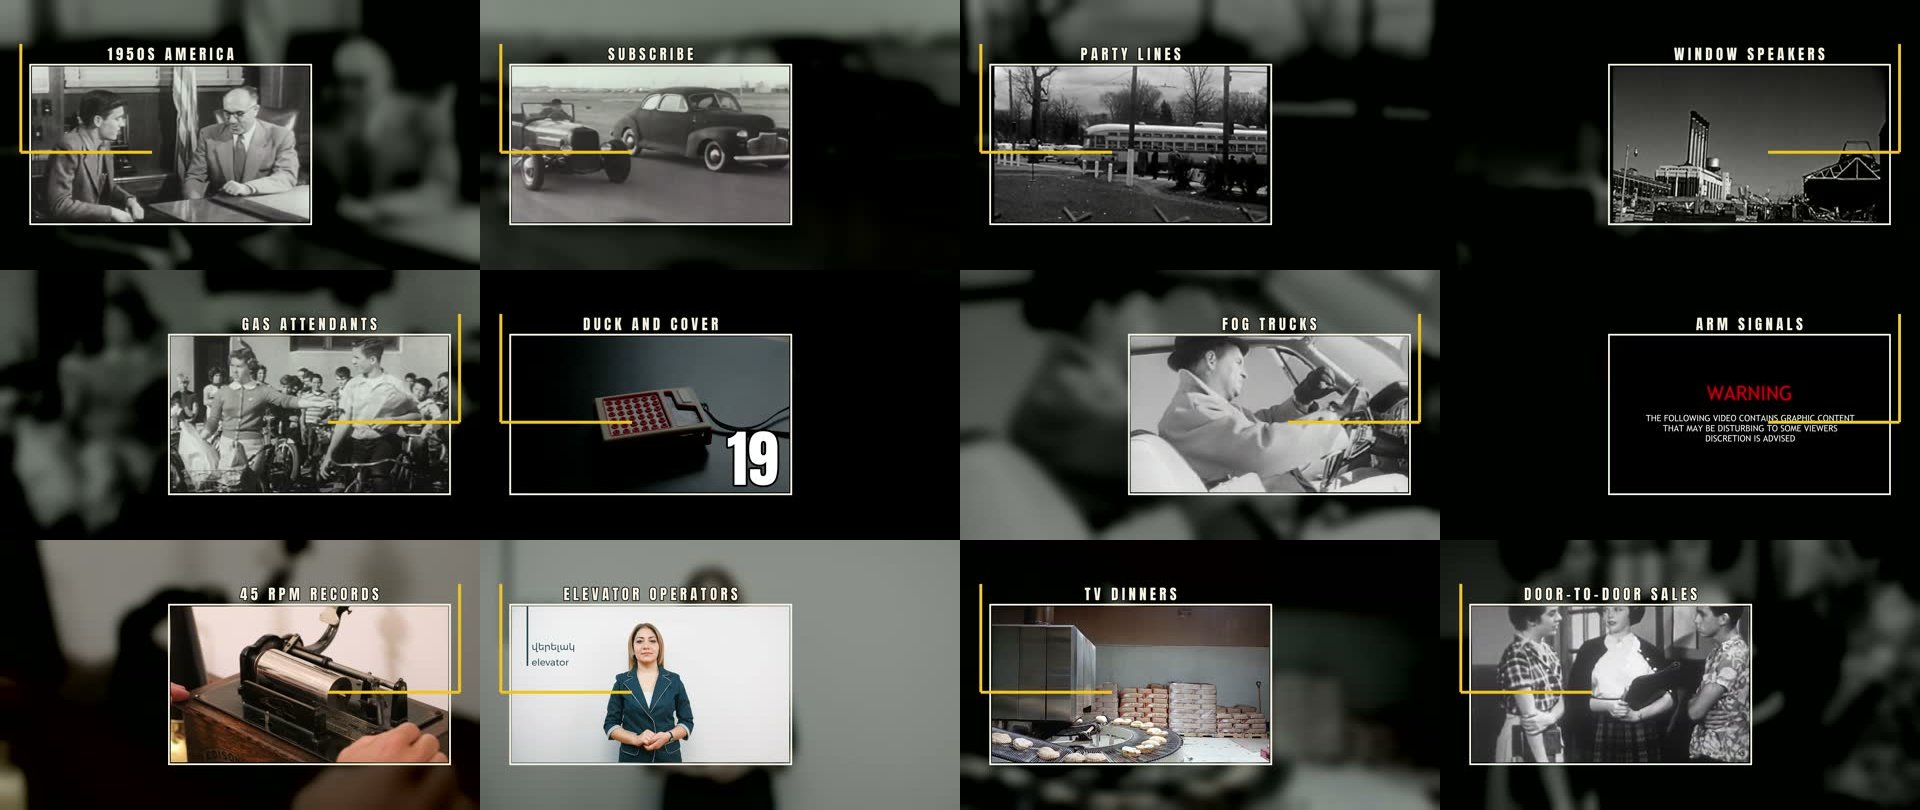 1950S AMERICA
SUBSCRIBE
PARTY LINES
WINDOW SPEAKERS
GAS ATTENDANTS
DUCK AND COVER
19
FOG TRUCKS
ARM SIGNALS
WARNING
THE FOLLOWING VIDEO CONTAINS GRAPHIC CONTENT
THAT MAY BE DISTURBING TO SOME VIEWERS
DISCRETION IS ADVISED
45 RPM RECORDS
EDISON
ELEVATOR OPERATORS
վերելակ
elevator
TV DINNERS
DOOR-TO-DOOR SALES